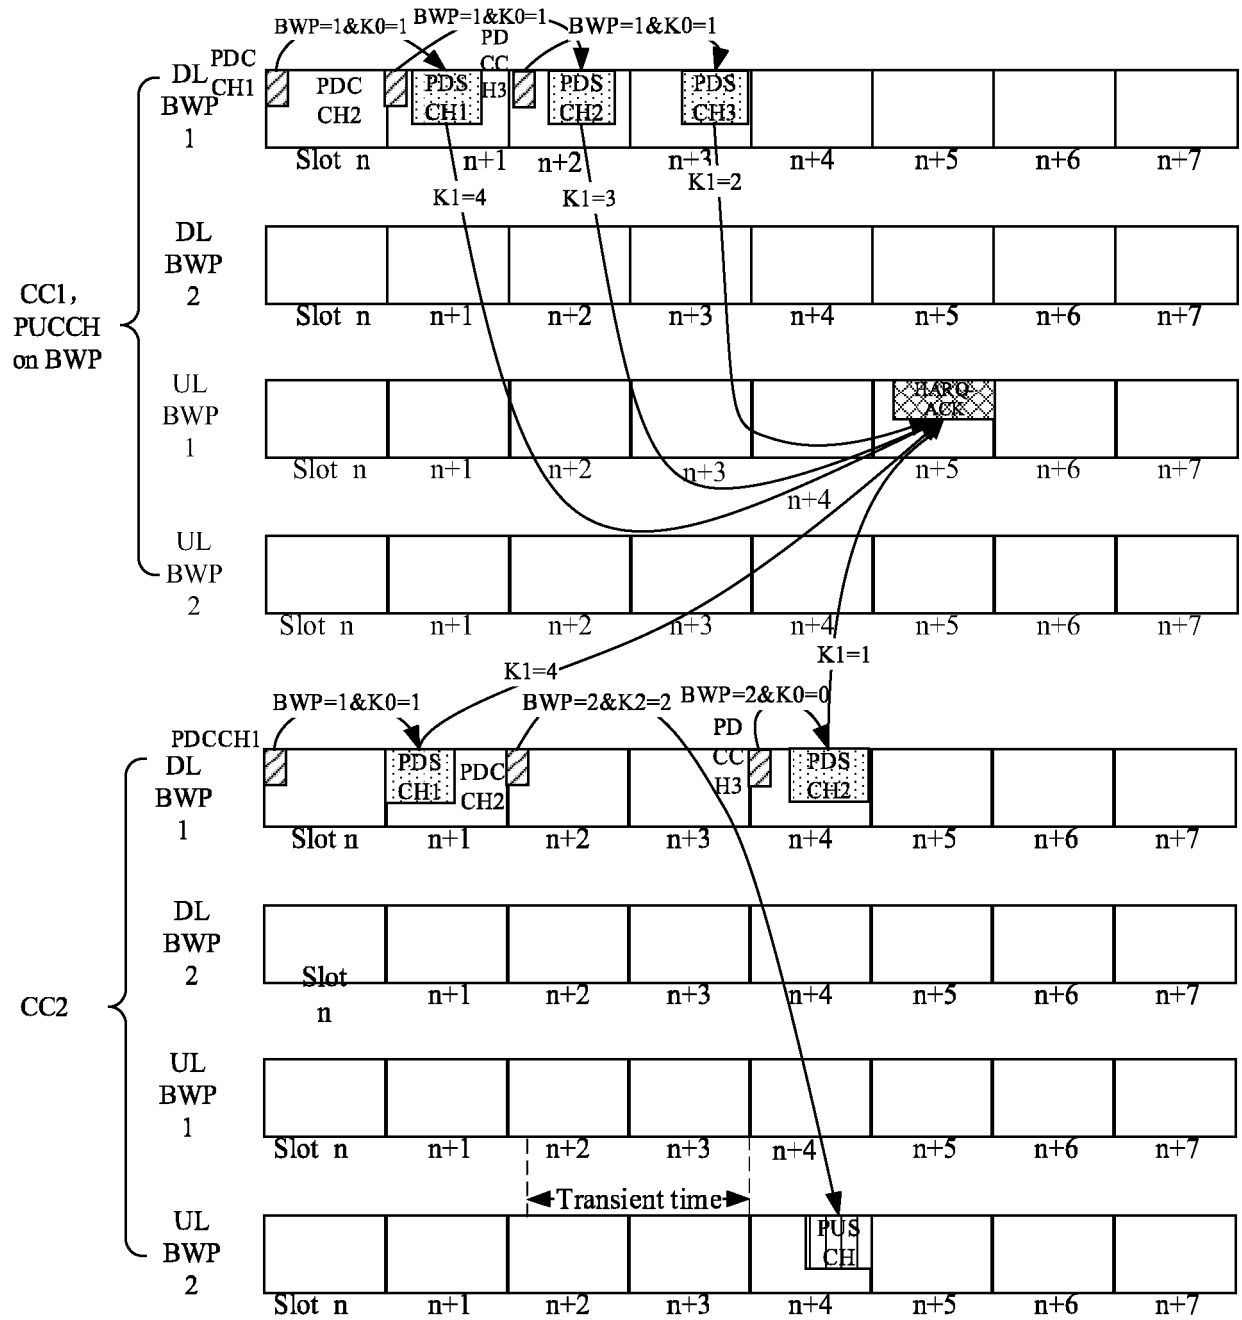 BWP=1&K0=1
BWP=1&K0=1
BWP=1&K0=1
PDC
CH1
PD
CC
H3
DL
BWP
1
PDC
CH2
PDS
CH1
PDS
CH2
PDS
CH3
Slot n
n+1
n+2
n+3
n+4
n+5
n+6
n+7
K1=4
K1=3
K1=2
DL
BWP
2
Slot n
n+1
n+2
n+3
n+4
n+5
n+6
n+7
CC1,
PUCCH
on BWP
UL
BWP
1
HARQ-
ACK
Slot n
n+1
n+2
n+3
n+4
n+5
n+6
n+7
UL
BWP
2
Slot n
n+1
n+2
n+3
n+4
n+5
n+6
n+7
K1=4
K1=1
BWP=1&K0=1
BWP=2&K2=2
BWP=2&K0=0
PDCCH1
DL
BWP
1
PDS
CH1
PDC
CH2
PD
CC
H3
PDS
CH2
Slot n
n+1
n+2
n+3
n+4
n+5
n+6
n+7
DL
BWP
2
Slot
n
n+1
n+2
n+3
n+4
n+5
n+6
n+7
CC2
UL
BWP
1
Slot n
n+1
n+2
n+3
n+4
n+5
n+6
n+7
Transient time
UL
BWP
2
PUS
CH
Slot n
n+1
n+2
n+3
n+4
n+5
n+6
n+7